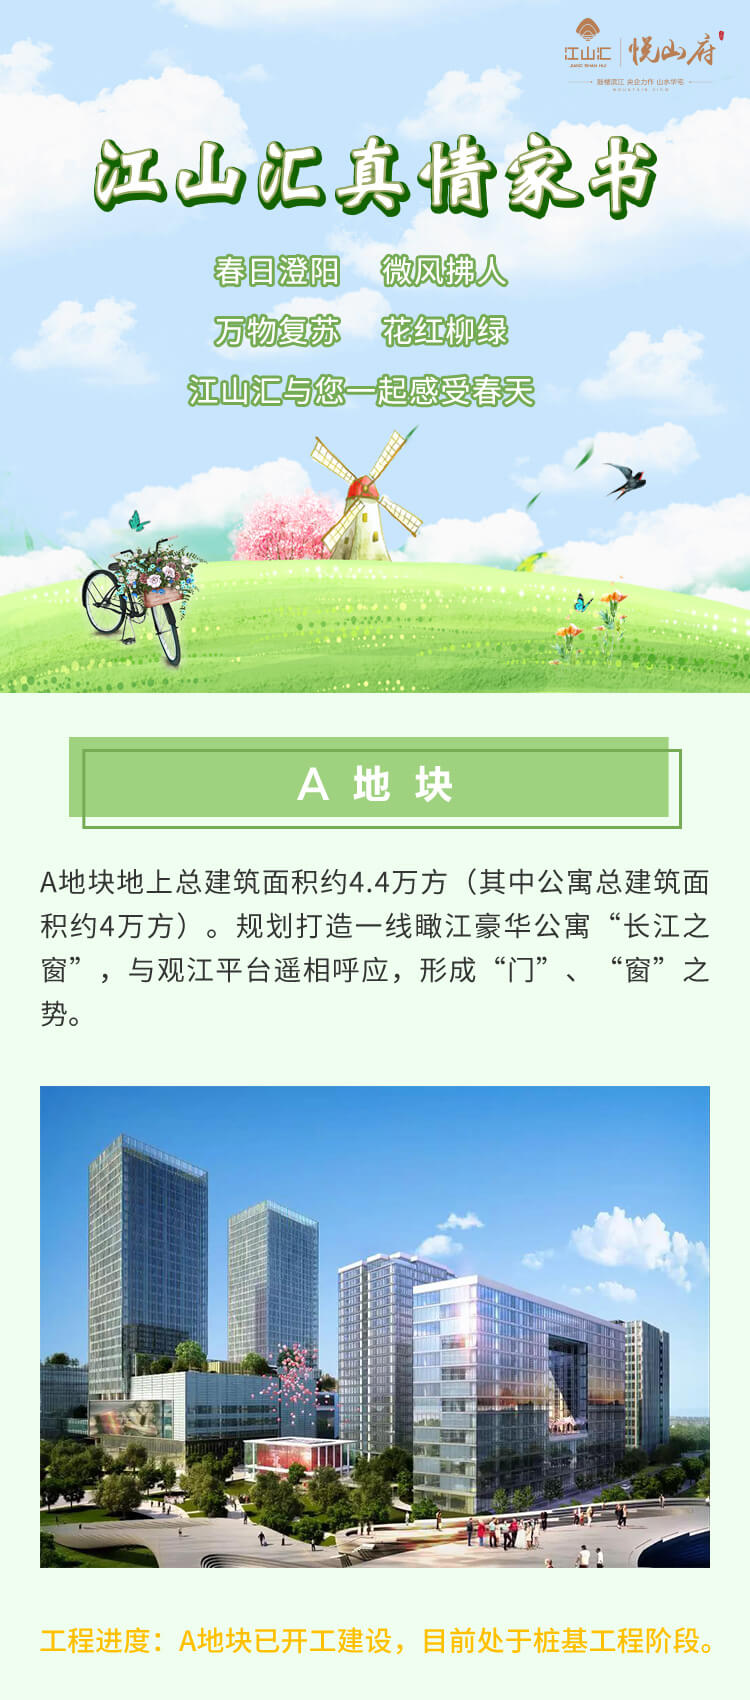 江山汇
JIANG SHAN HUI
悦山府
鼓楼滨江 央企力作 山水华宅
MOUNTAIN VIEW
江山汇真情家书
春日澄阳 微风拂人
万物复苏 花红柳绿
江山汇与您一起感受春天
A 地 块
A地块地上总建筑面积约4.4万方（其中公寓总建筑面
积约4万方）。规划打造一线瞰江豪华公寓“长江之
窗”，与观江平台遥相呼应，形成“门”、“窗”之
势。
工程进度：A地块已开工建设，目前处于桩基工程阶段。